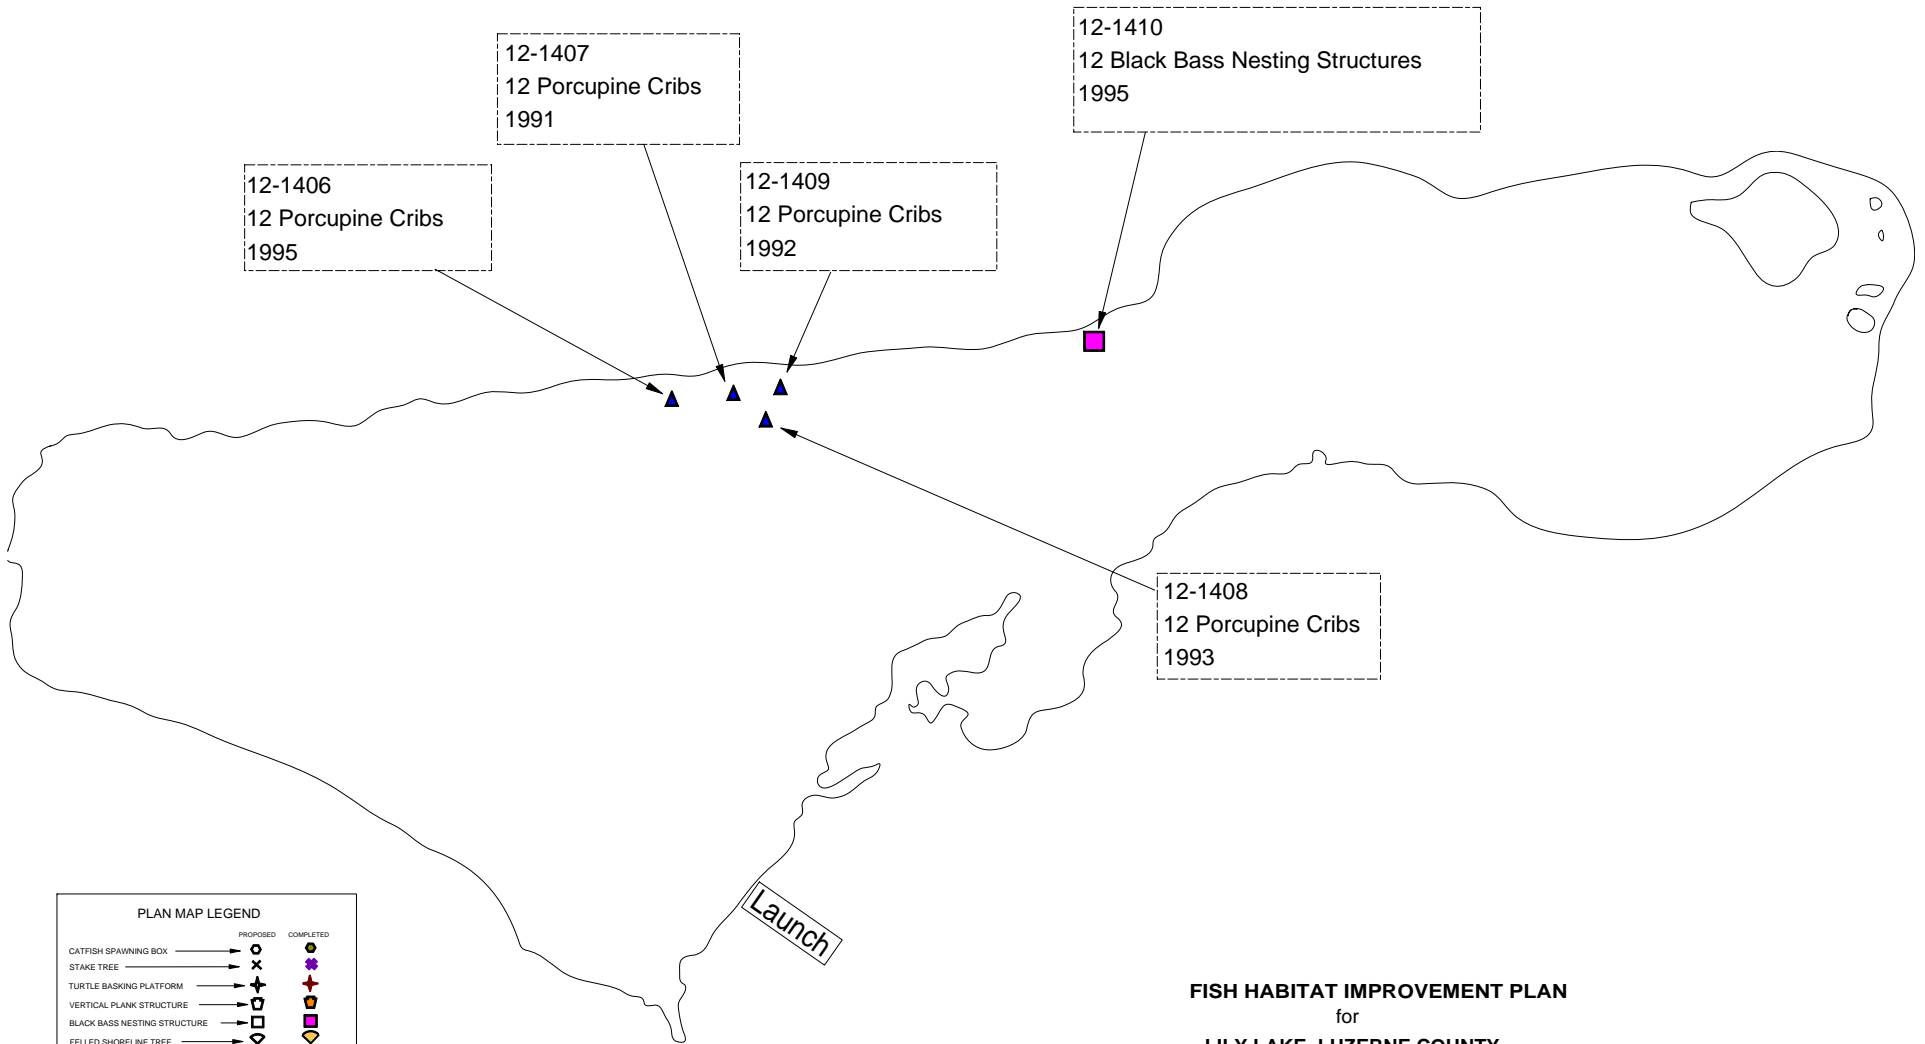 12-1410
12 Black Bass Nesting Structures
1995
12-1407
12 Porcupine Cribs
1991
12-1406
12 Porcupine Cribs
1995
12-1409
12 Porcupine Cribs
1992
12-1408
12 Porcupine Cribs
1993
Launch
PLAN MAP LEGEND
PROPOSED COMPLETED
CATFISH SPAWNING BOX
STAKE TREE
TURTLE BASKING PLATFORM
VERTICAL PLANK STRUCTURE
BLACK BASS NESTING STRUCTURE
FELLED SHORELINE TREE
FISH HABITAT IMPROVEMENT PLAN
for
LILY LAKE, LUZERNE COUNTY